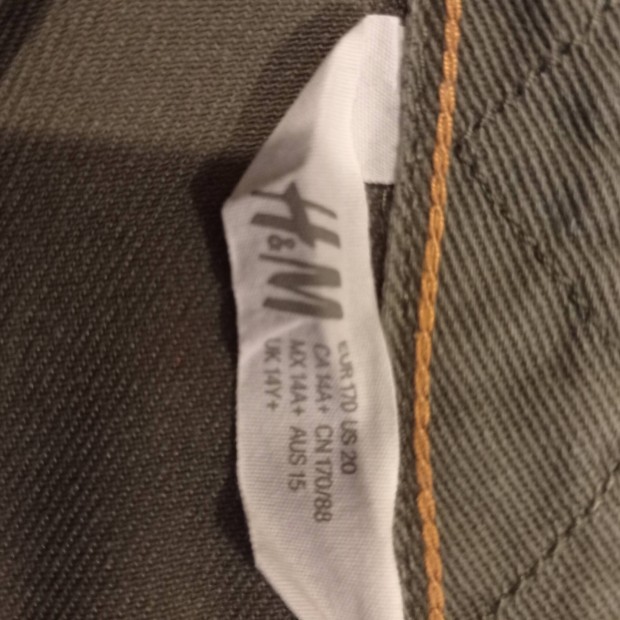 H&M
EUR 170 US 20
CA 14A+ CN 170/88
MX 14A+ AUS 15
UK 14Y+